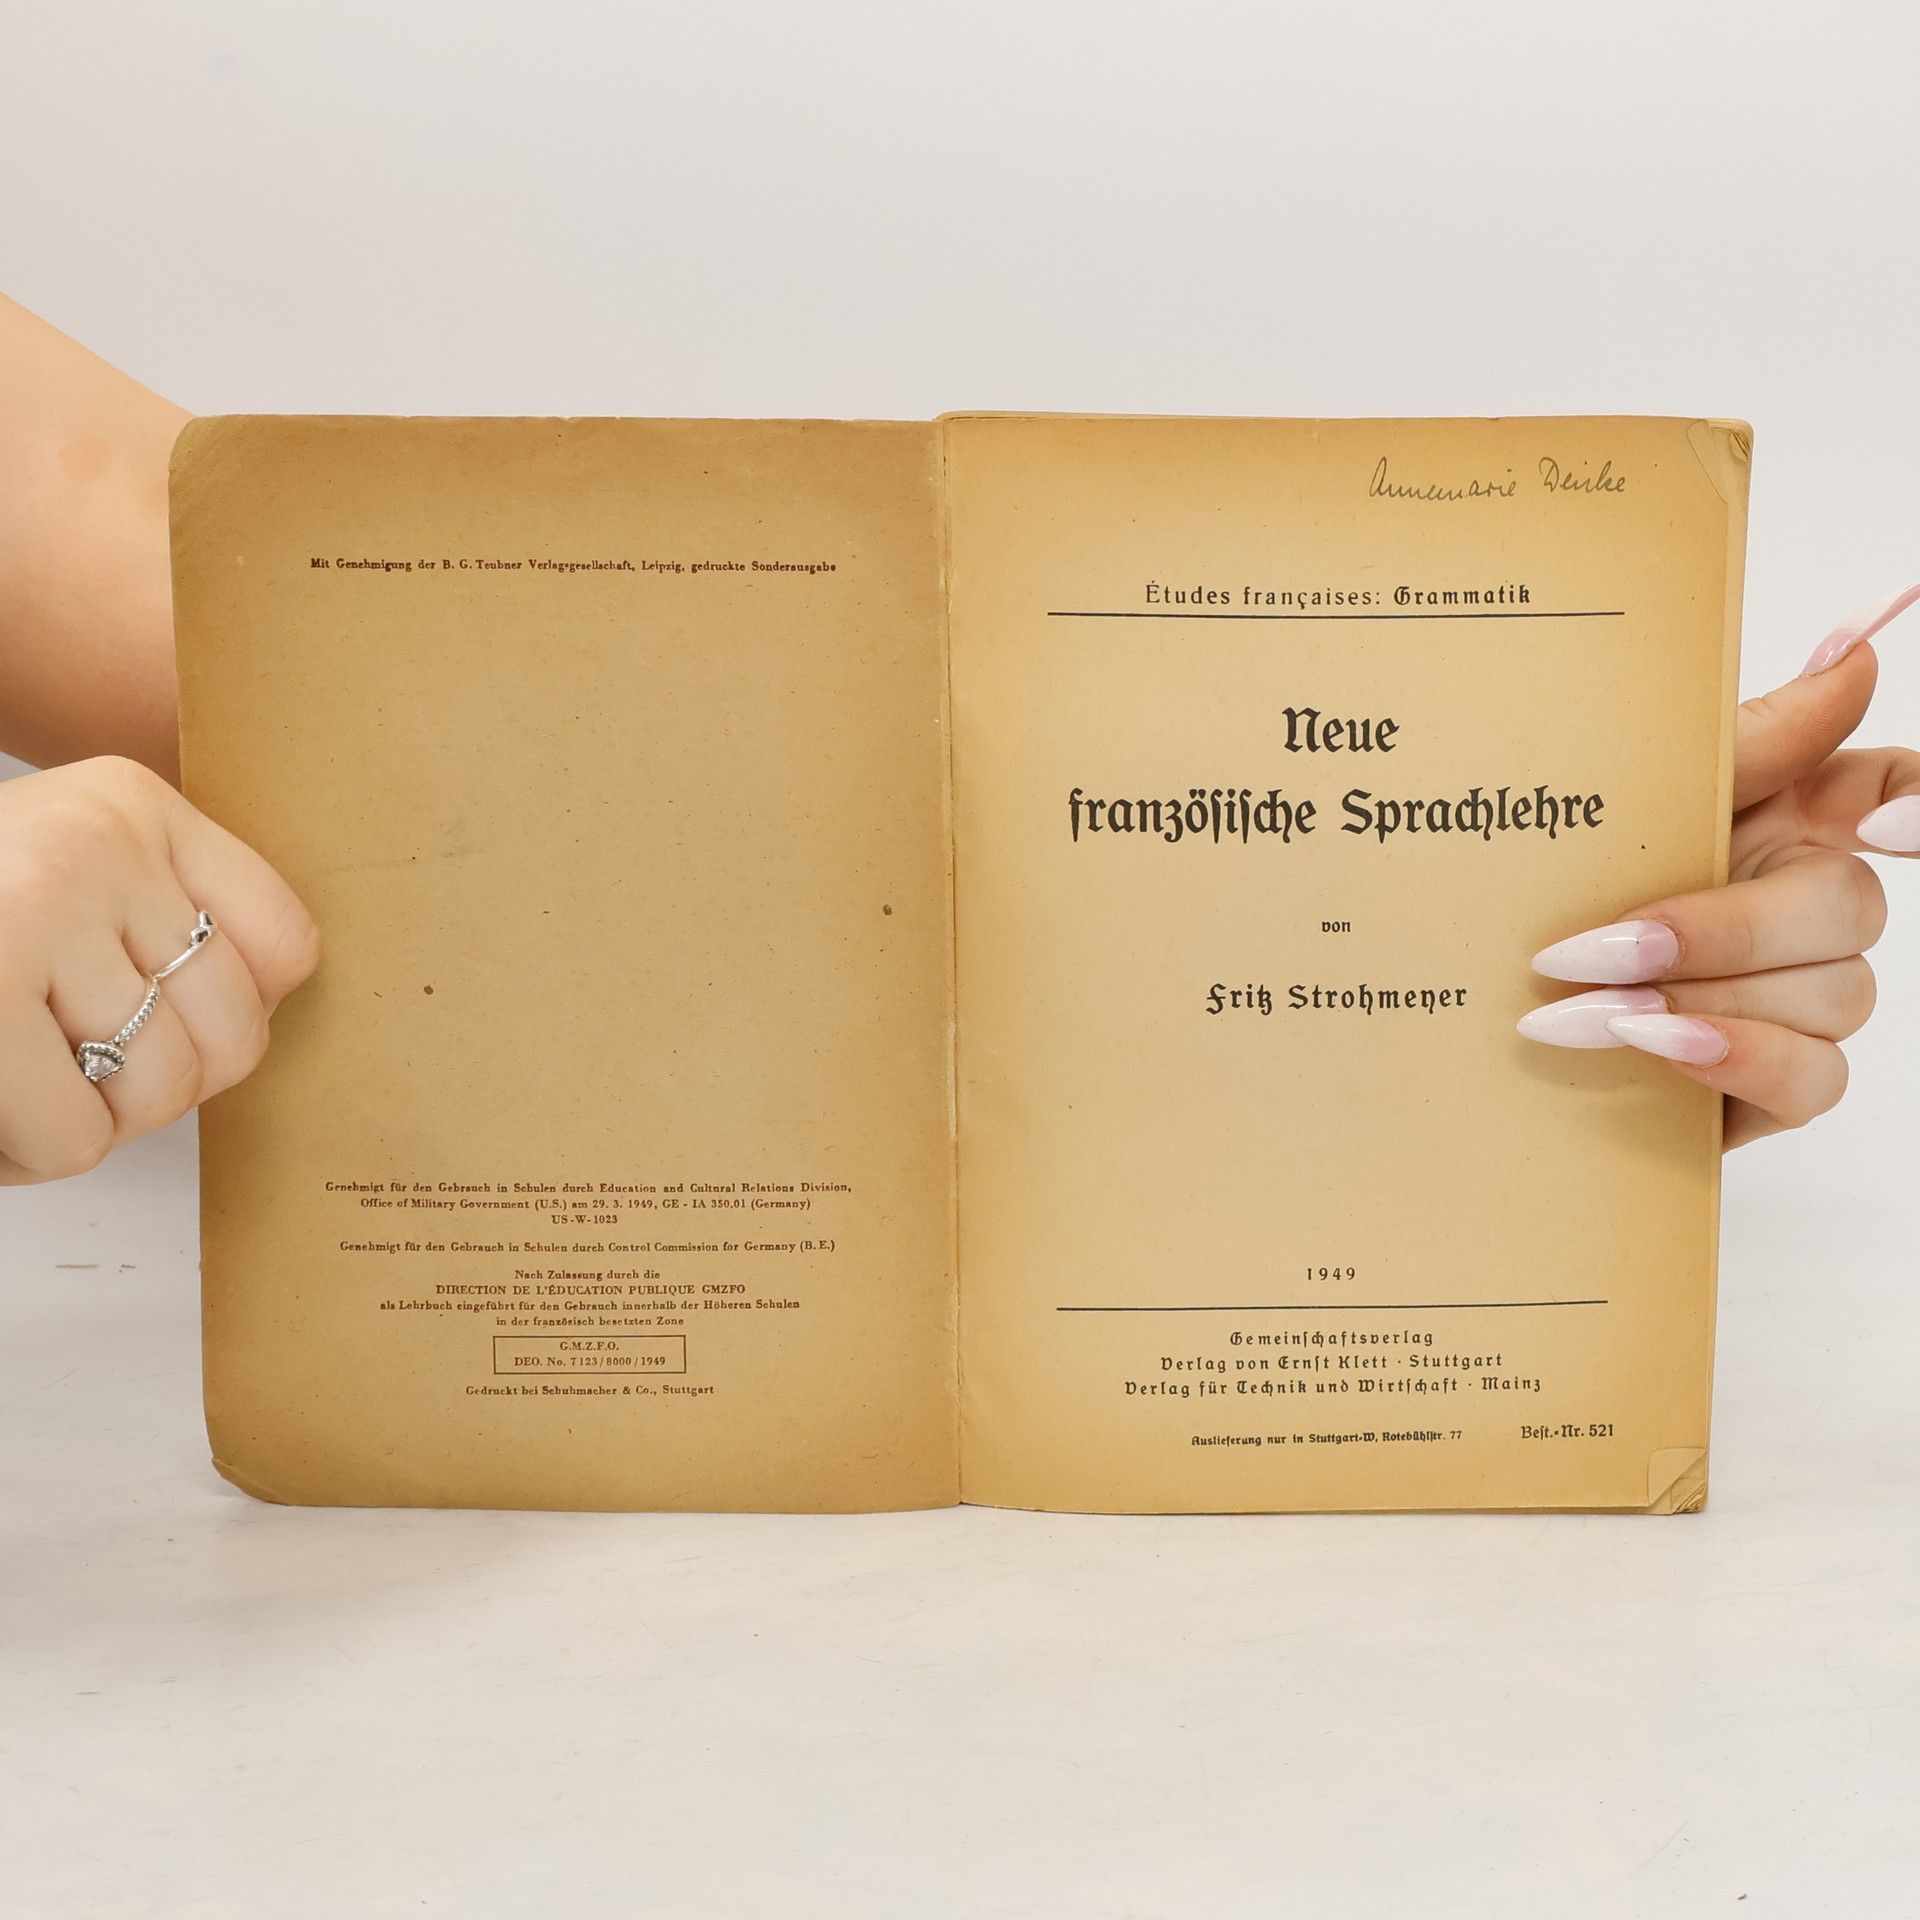 Mit Genehmigung der B. G. Teubner Verlagsgesellschaft, Leipzig, gedruckte Sonderausgabe
Genehmigt für den Gebrauch in Schulen durch Education and Cultural Relations Division,
Office of Military Government (U.S.) am 29. 3. 1949, GE - IA 350,01 (Germany)
US-W-1023
Genehmigt für den Gebrauch in Schulen durch Control Commission for Germany (B. E.)
Nach Zulassung durch die
DIRECTION DE L'ÉDUCATION PUBLIQUE GMZFO
als Lehrbuch eingeführt für den Gebrauch innerhalb der Höheren Schulen
in der französisch besetzten Zone
G.M.Z.F.O.
DEO. No. 7123/8000/1949
Gedruckt bei Schuhmacher & Co., Stuttgart
Annemarie
Études françaises: Grammatik
Neue
französische Sprachlehre
von
Fritz Strohmeyer
1949
Gemeinschaftsverlag
Verlag von Ernst Klett · Stuttgart
Verlag für Technik und Wirtschaft · Mainz
Auslieferung nur in Stuttgart-W, Rotebühlstr. 77 Best.-Nr. 521